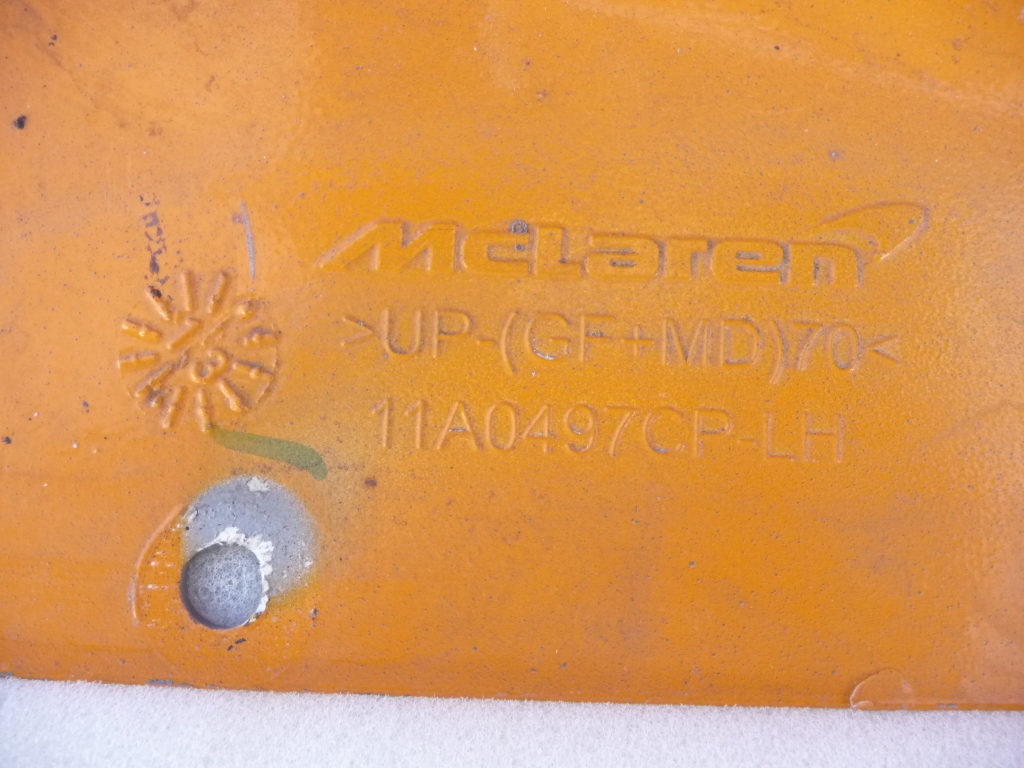 McLaren
>UP-(GF+MD)70<
11A0497CP-LH